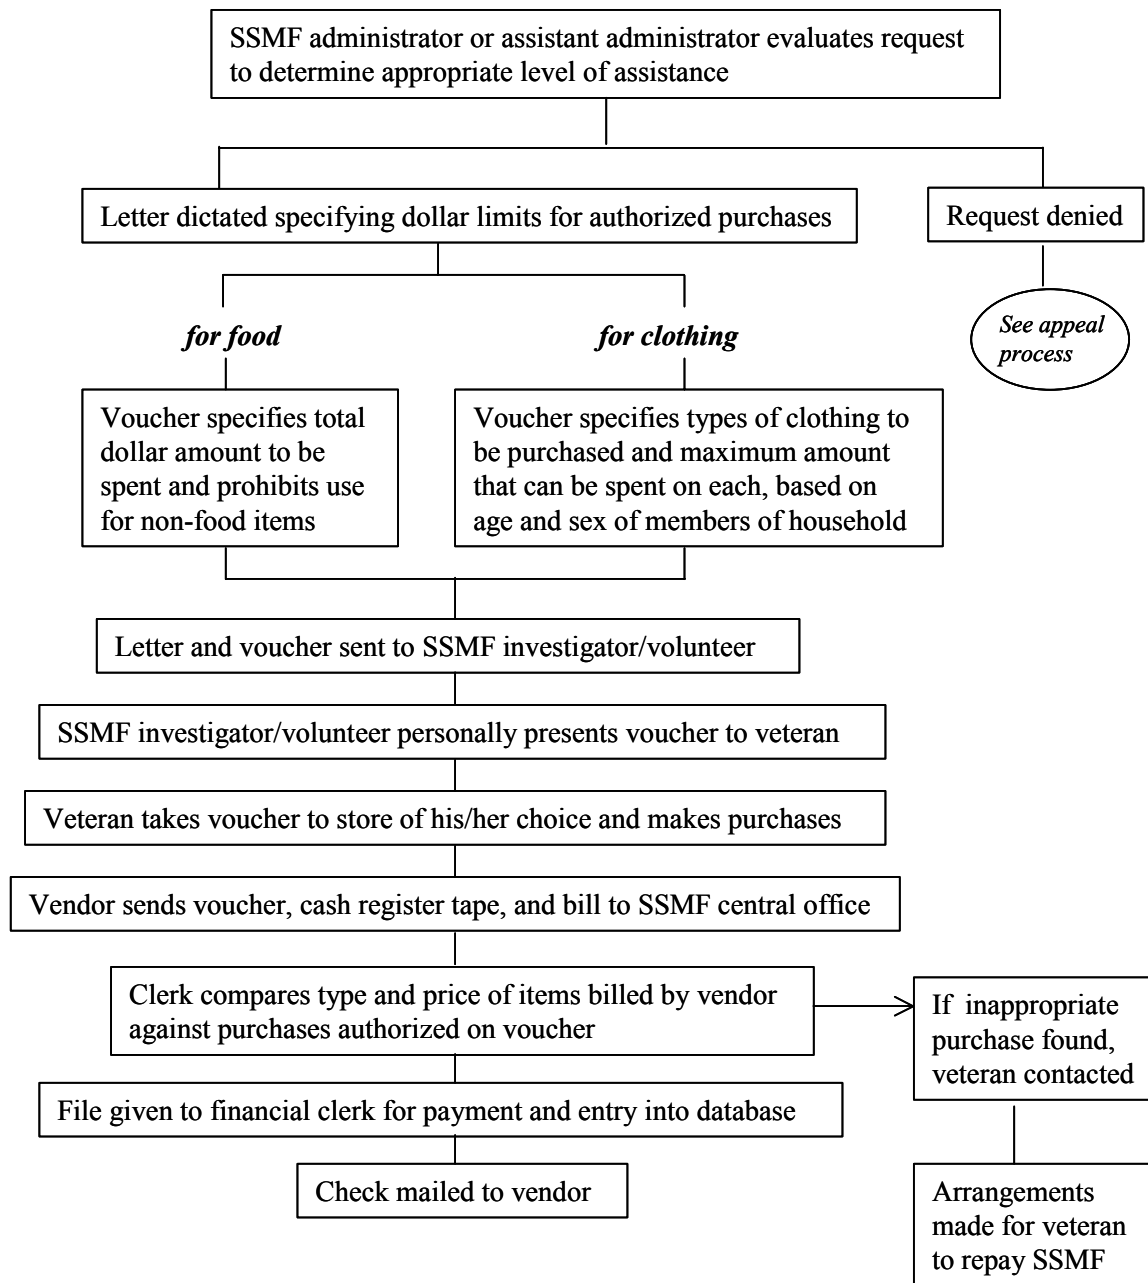 SSMF administrator or assistant administrator evaluates request
to determine appropriate level of assistance
Letter dictated specifying dollar limits for authorized purchases
Request denied
See appeal
process
for food
for clothing
Voucher specifies total
dollar amount to be
spent and prohibits use
for non-food items
Voucher specifies types of clothing to
be purchased and maximum amount
that can be spent on each, based on
age and sex of members of household
Letter and voucher sent to SSMF investigator/volunteer
SSMF investigator/volunteer personally presents voucher to veteran
Veteran takes voucher to store of his/her choice and makes purchases
Vendor sends voucher, cash register tape, and bill to SSMF central office
Clerk compares type and price of items billed by vendor
against purchases authorized on voucher
If inappropriate
purchase found,
veteran contacted
File given to financial clerk for payment and entry into database
Check mailed to vendor
Arrangements
made for veteran
to repay SSMF